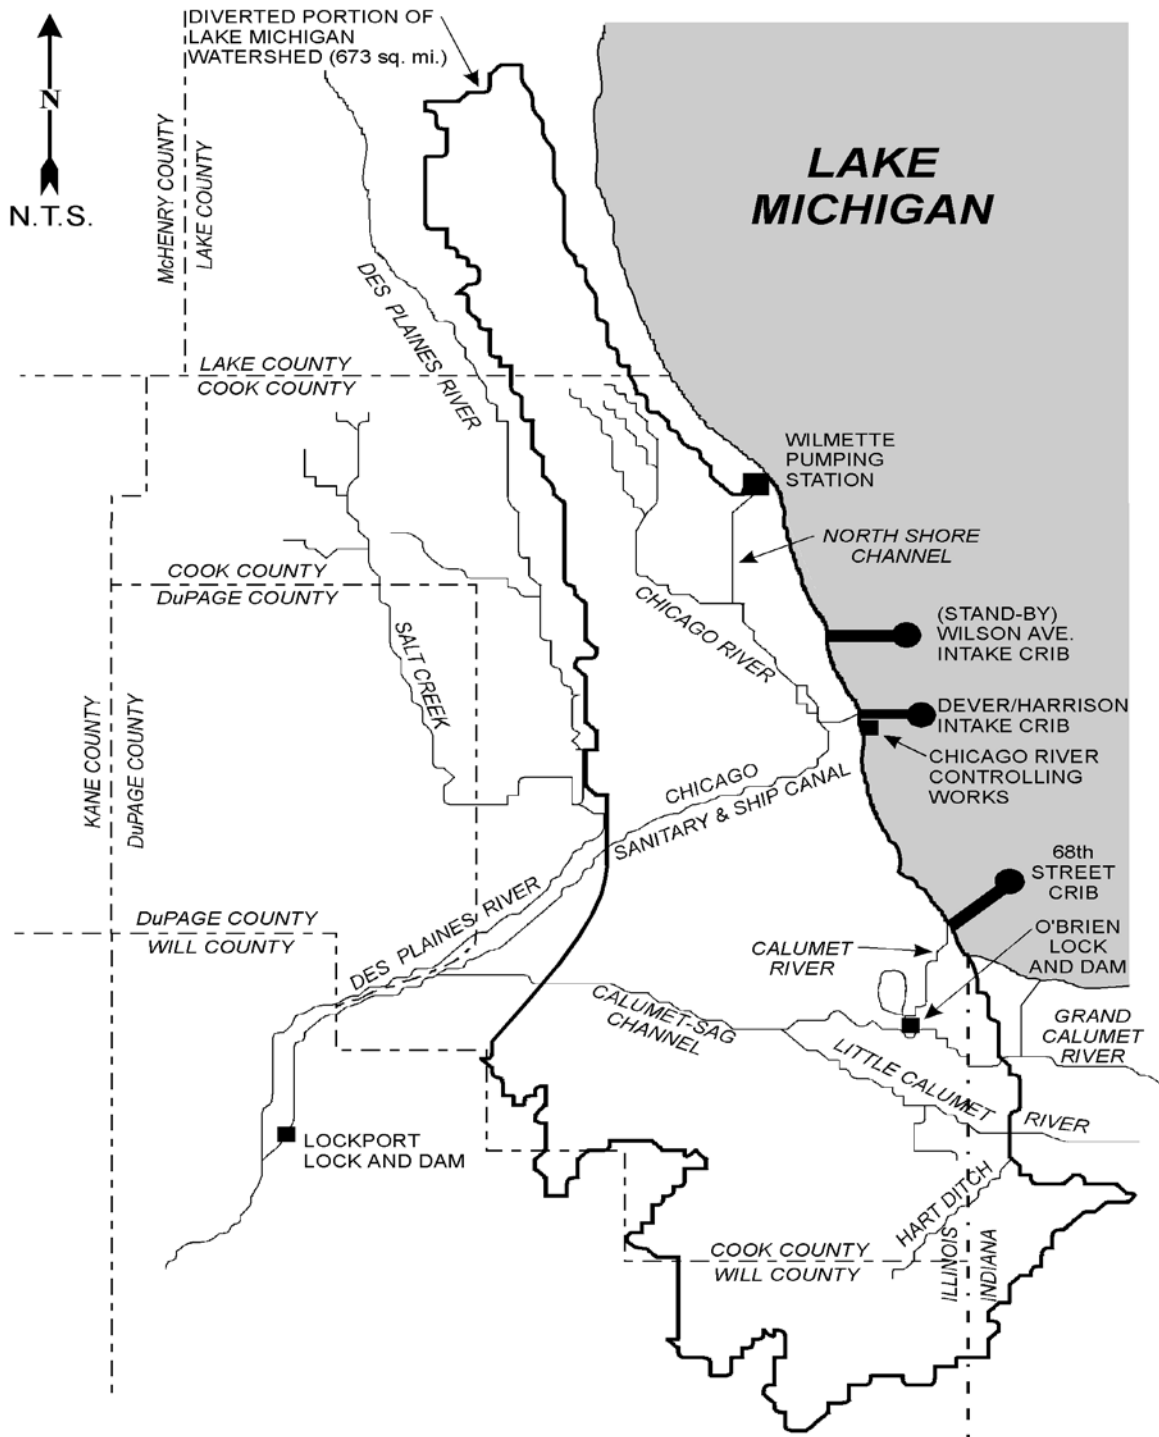 DIVERTED PORTION OF
LAKE MICHIGAN
WATERSHED (673 sq. mi.)
N
N.T.S.
McHENRY COUNTY
LAKE COUNTY
LAKE
MICHIGAN
DES PLAINES RIVER
LAKE COUNTY
COOK COUNTY
WILMETTE
PUMPING
STATION
NORTH SHORE
CHANNEL
COOK COUNTY
DuPAGE COUNTY
CHICAGO RIVER
(STAND-BY)
WILSON AVE.
INTAKE CRIB
SALT CREEK
DEVER/HARRISON
INTAKE CRIB
KANE COUNTY
DuPAGE COUNTY
CHICAGO RIVER
CONTROLLING
WORKS
CHICAGO
SANITARY & SHIP CANAL
68th
STREET
CRIB
DuPAGE COUNTY
WILL COUNTY
DES PLAINES RIVER
CALUMET
RIVER
O'BRIEN
LOCK
AND DAM
CALUMET-SAG
CHANNEL
GRAND
CALUMET
RIVER
LITTLE CALUMET
RIVER
LOCKPORT
LOCK AND DAM
HART DITCH
COOK COUNTY
WILL COUNTY
ILLINOIS
INDIANA